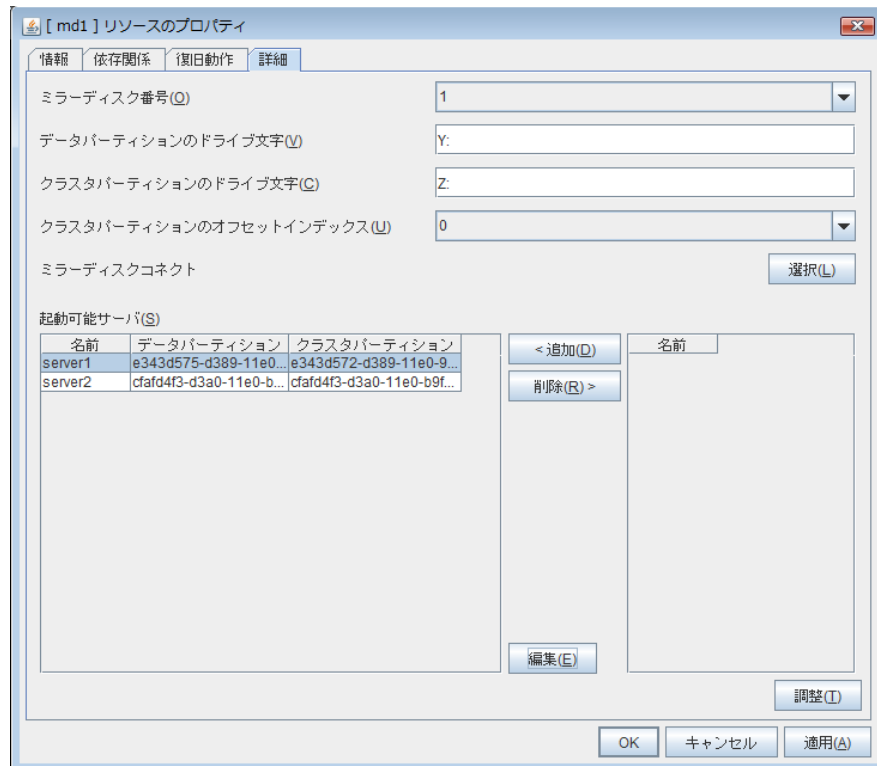 [ md1 ] リソースのプロパティ
情報 依存関係 復旧動作 詳細
ミラーディスク番号(O) 1
データパーティションのドライブ文字(V) Y:
クラスタパーティションのドライブ文字(C) Z:
クラスタパーティションのオフセットインデックス(U) 0
ミラーディスクコネクト 選択(L)
起動可能サーバ(S)
名前 データパーティション クラスタパーティション
server1 e343d575-d389-11e0... e343d572-d389-11e0-9...
server2 cfafd4f3-d3a0-11e0-b... cfafd4f3-d3a0-11e0-b9f...
< 追加(D)
削除(R) >
編集(E)
名前
調整(T)
OK キャンセル 適用(A)